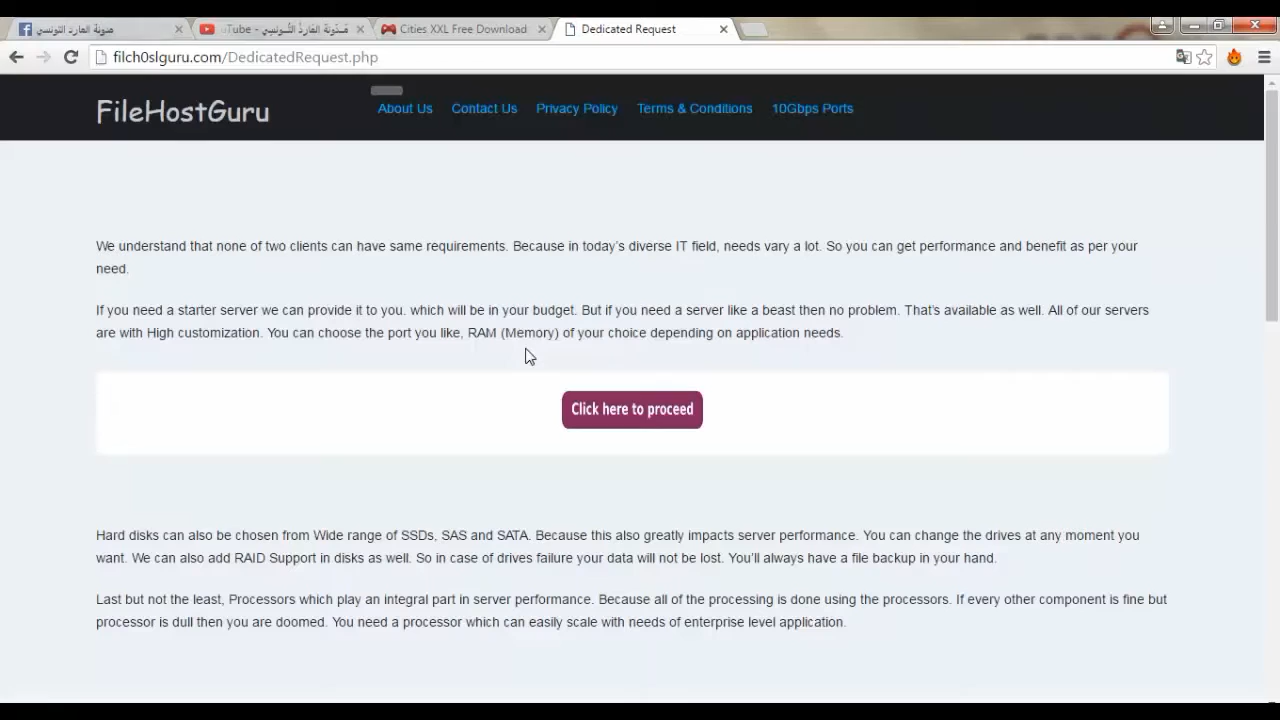 مدونة المارد التونسي
uTube - مُـدَوّنَة المَاردُ التُّـونسِي
Cities XXL Free Download
Dedicated Request
filch0slguru.com/DedicatedRequest.php
FileHostGuru
About Us
Contact Us
Privacy Policy
Terms & Conditions
10Gbps Ports
We understand that none of two clients can have same requirements. Because in today's diverse IT field, needs vary a lot. So you can get performance and benefit as per your
need.
If you need a starter server we can provide it to you. which will be in your budget. But if you need a server like a beast then no problem. That's available as well. All of our servers
are with High customization. You can choose the port you like, RAM (Memory) of your choice depending on application needs.
Click here to proceed
Hard disks can also be chosen from Wide range of SSDs, SAS and SATA. Because this also greatly impacts server performance. You can change the drives at any moment you
want. We can also add RAID Support in disks as well. So in case of drives failure your data will not be lost. You'll always have a file backup in your hand.
Last but not the least, Processors which play an integral part in server performance. Because all of the processing is done using the processors. If every other component is fine but
processor is dull then you are doomed. You need a processor which can easily scale with needs of enterprise level application.